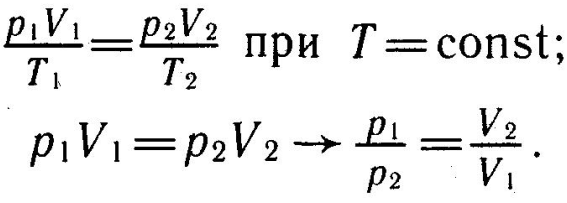 p₁V₁/T₁ = p₂V₂/T₂ при T = const;
p₁V₁ = p₂V₂ → p₁/p₂ = V₂/V₁.